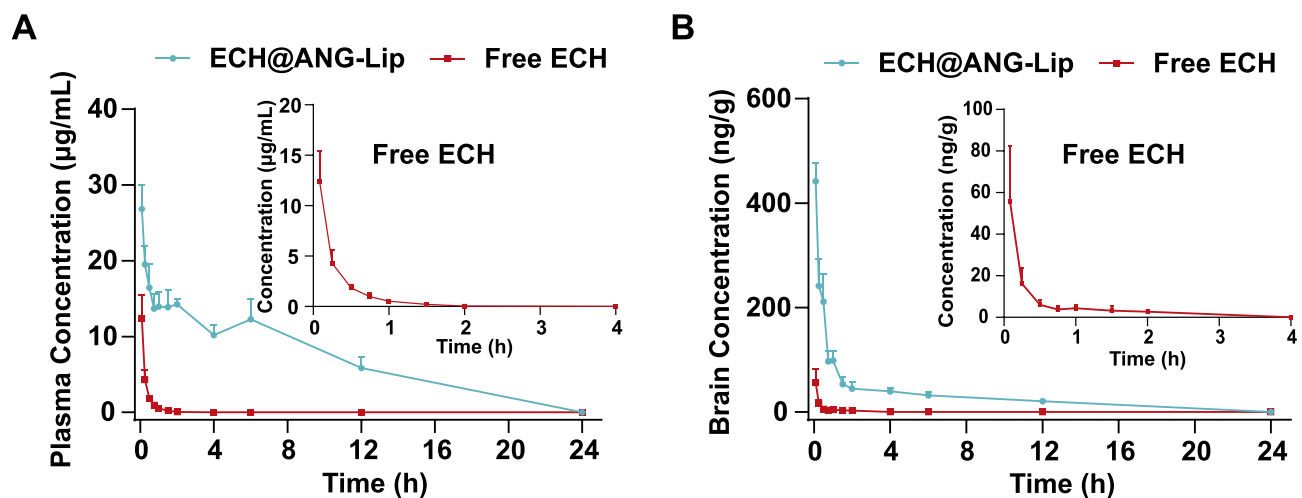 A
ECH@ANG-Lip Free ECH
Plasma Concentration (µg/mL)
40
30
20
10
0
0 4 8 12 16 20 24
Time (h)
Concentration (µg/mL)
20
15
10
5
0
Free ECH
0 1 2 3 4
Time (h)
B
ECH@ANG-Lip Free ECH
Brain Concentration (ng/g)
600
400
200
0
0 4 8 12 16 20 24
Time (h)
Concentration (ng/g)
100
80
60
40
20
0
Free ECH
0 1 2 3 4
Time (h)